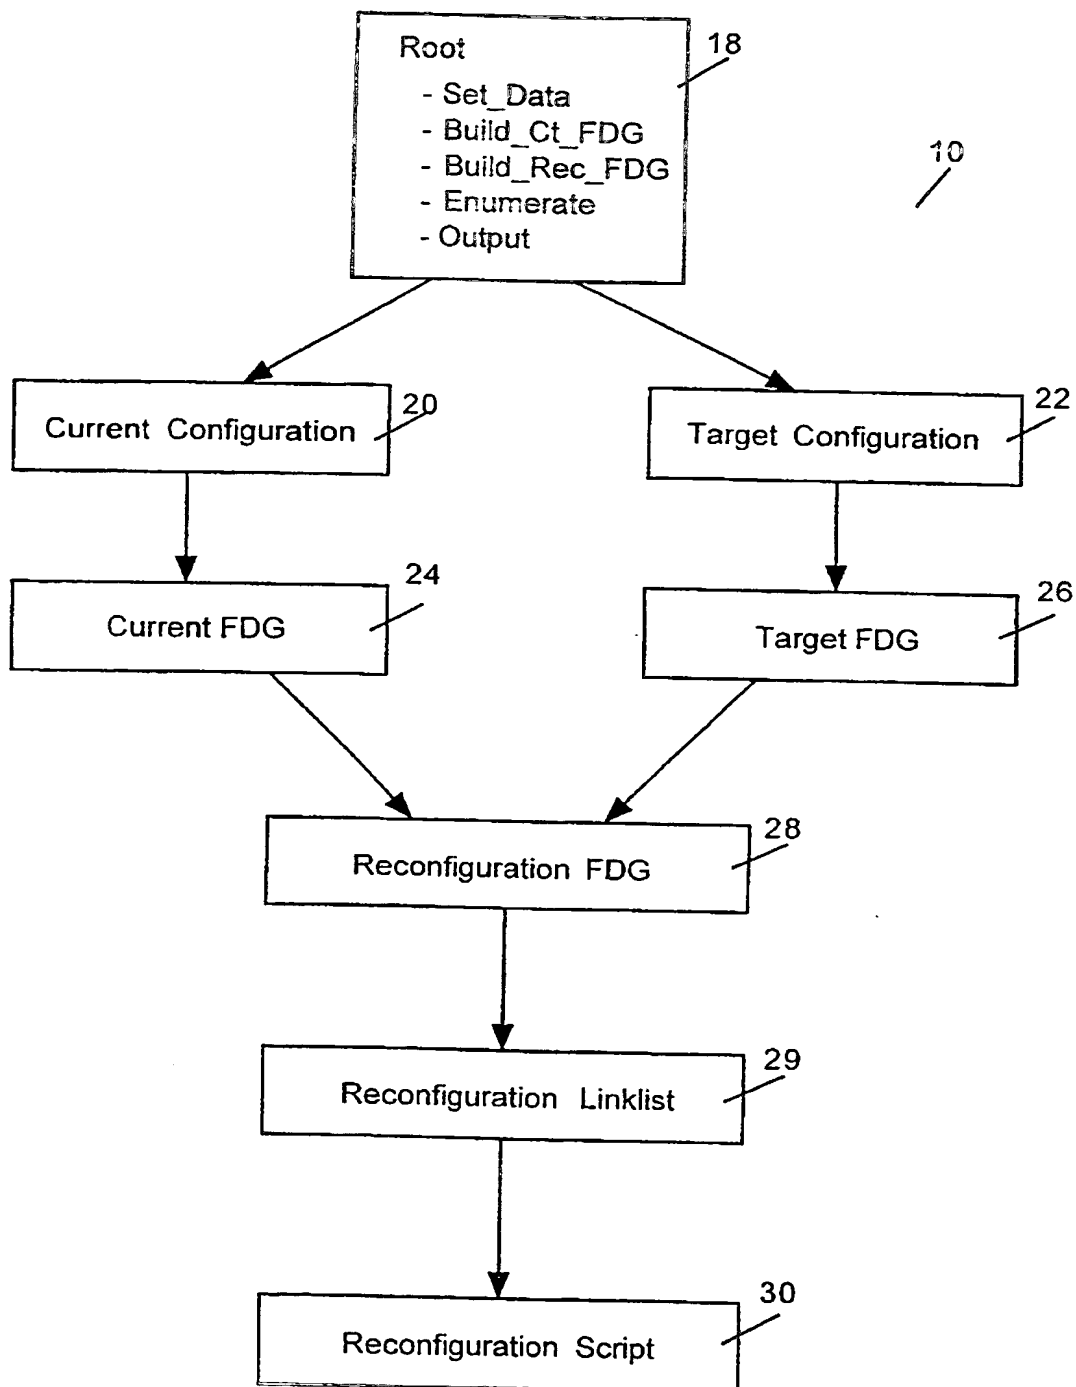 Root
18
- Set_Data
- Build_Ct_FDG
- Build_Rec_FDG
- Enumerate
- Output
10
Current Configuration
20
Target Configuration
22
Current FDG
24
Target FDG
26
Reconfiguration FDG
28
Reconfiguration Linklist
29
Reconfiguration Script
30